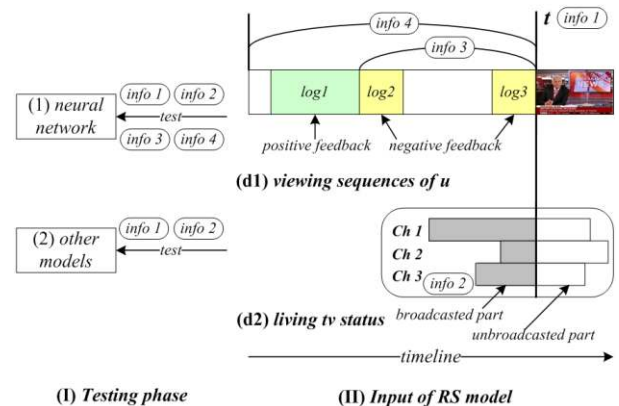 t info 1
info 4
info 3
log1 log2 log3
positive feedback negative feedback
(d1) viewing sequences of u
(1) neural network
info 1 info 2
test
info 3 info 4
(2) other models
info 1 info 2
test
Ch 1
Ch 2
Ch 3
info 2
broadcasted part
unbroadcasted part
(d2) living tv status
timeline
(I) Testing phase
(II) Input of RS model